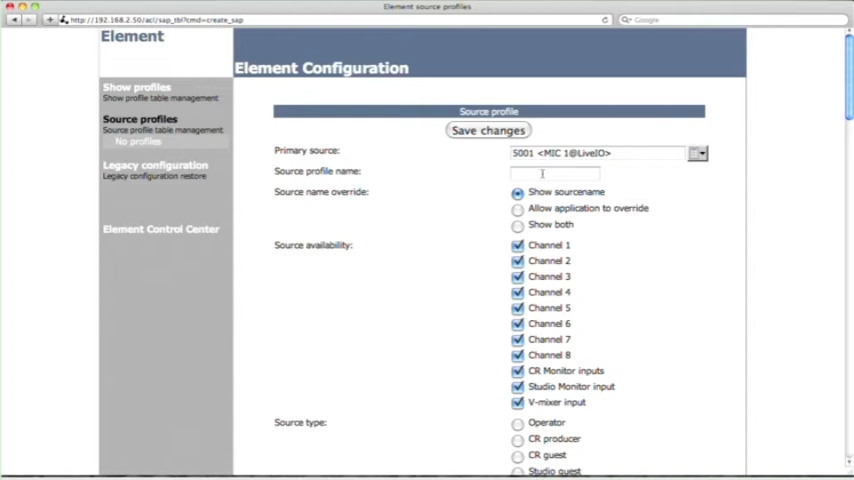 Element source profiles
http://192.168.2.50/acl/sap_tbl?cmd=create_sap
Google
Element
Element Configuration
Show profiles
Show profile table management
Source profiles
Source profile table management
No profiles
Legacy configuration
Legacy configuration restore
Element Control Center
Source profile
Save changes
Primary source: 5001 <MIC 1@LiveIO>
Source profile name:
Source name override: Show sourcename
Allow application to override
Show both
Source availability: Channel 1
Channel 2
Channel 3
Channel 4
Channel 5
Channel 6
Channel 7
Channel 8
CR Monitor inputs
Studio Monitor input
V-mixer input
Source type: Operator
CR producer
CR guest
Studio guest